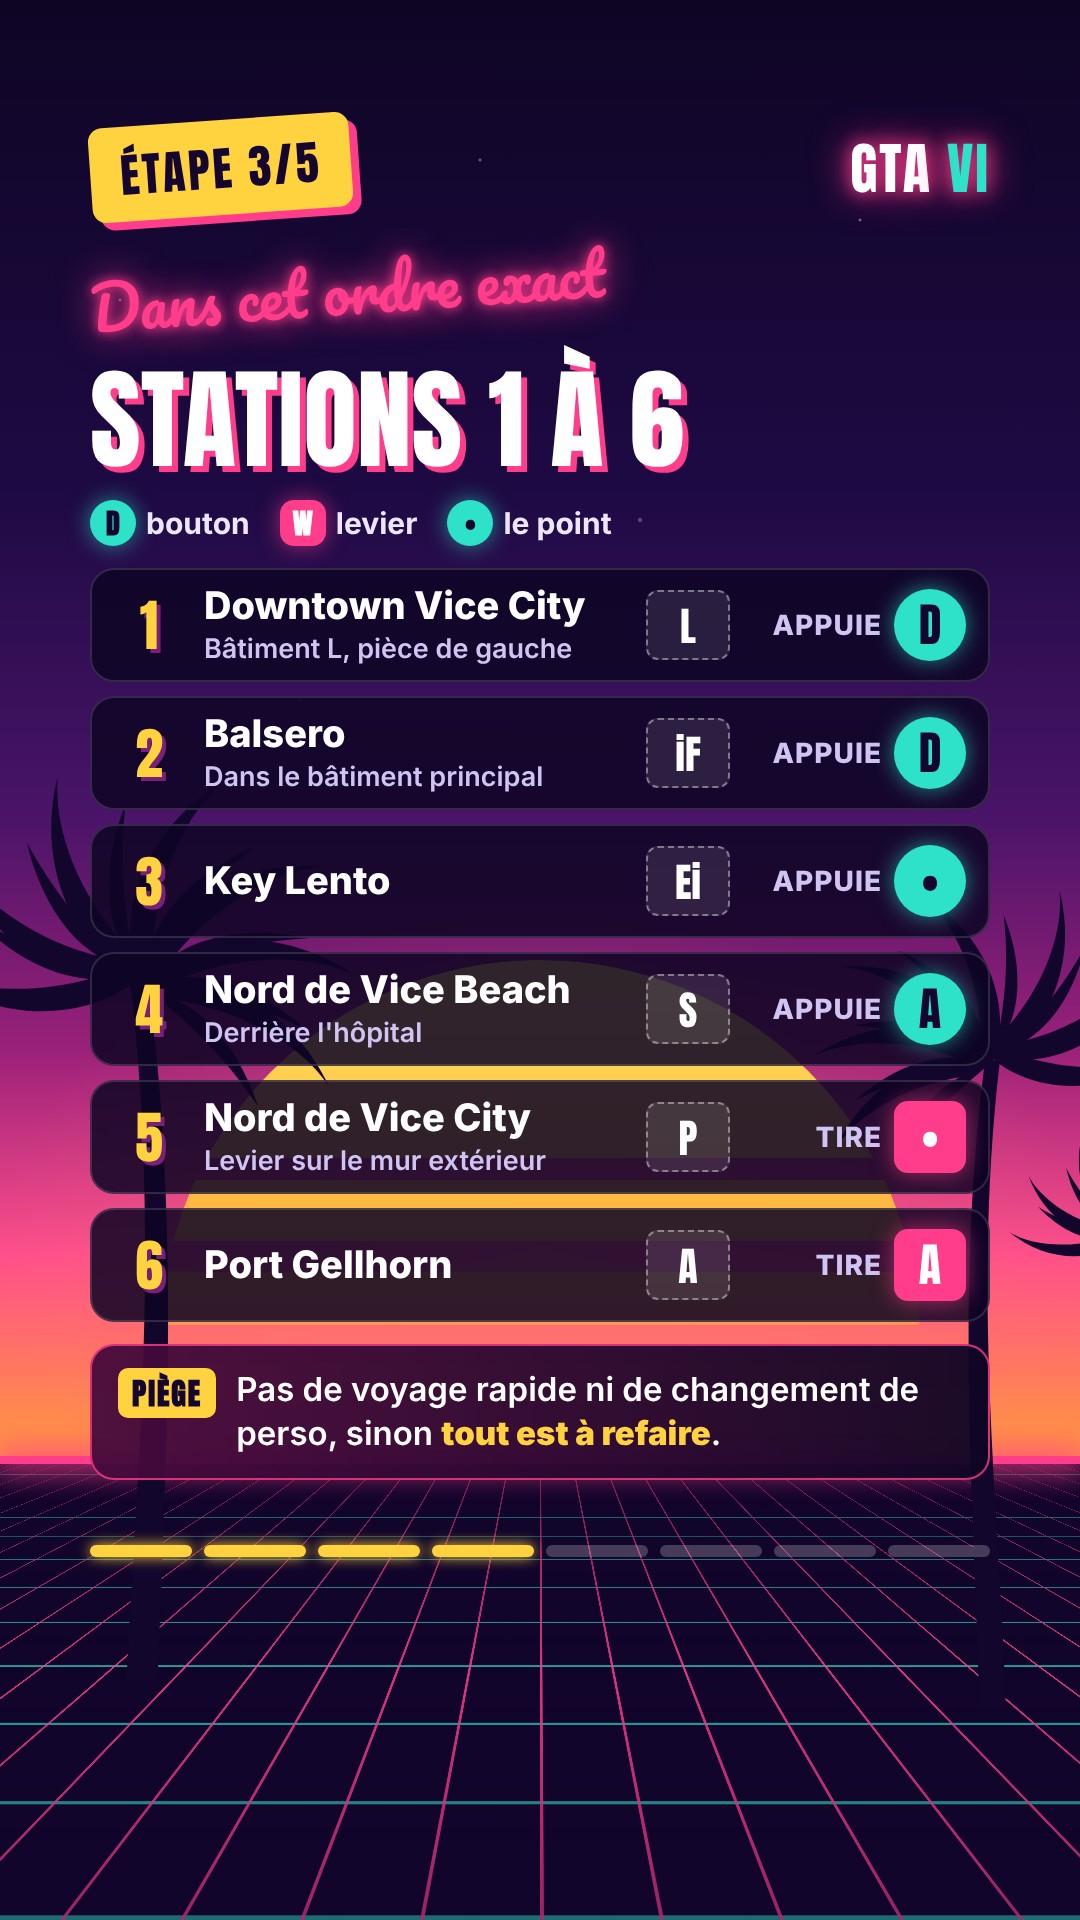 ÉTAPE 3/5
GTA VI
Dans cet ordre exact
STATIONS 1 À 6
D bouton W levier • le point
1 Downtown Vice City L APPUIE D
Bâtiment L, pièce de gauche
2 Balsero iF APPUIE D
Dans le bâtiment principal
3 Key Lento Ei APPUIE •
4 Nord de Vice Beach S APPUIE A
Derrière l'hôpital
5 Nord de Vice City P TIRE •
Levier sur le mur extérieur
6 Port Gellhorn A TIRE A
PIÈGE Pas de voyage rapide ni de changement de
perso, sinon tout est à refaire.